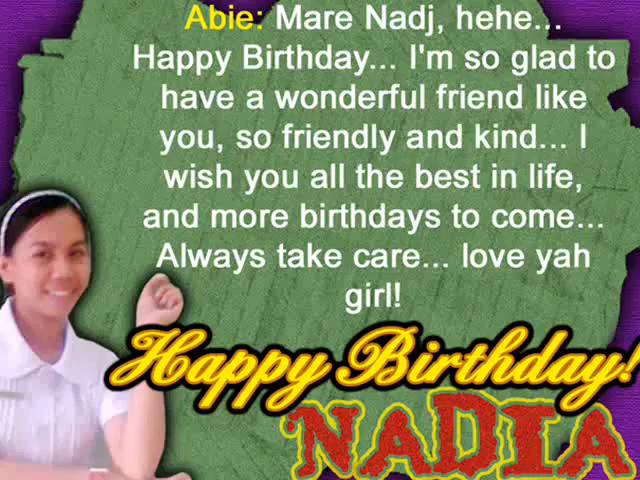 Abie: Mare Nadj, hehe...
Happy Birthday... I'm so glad to
have a wonderful friend like
you, so friendly and kind... I
wish you all the best in life,
and more birthdays to come...
Always take care... love yah
girl!
Happy Birthday!
NADIA